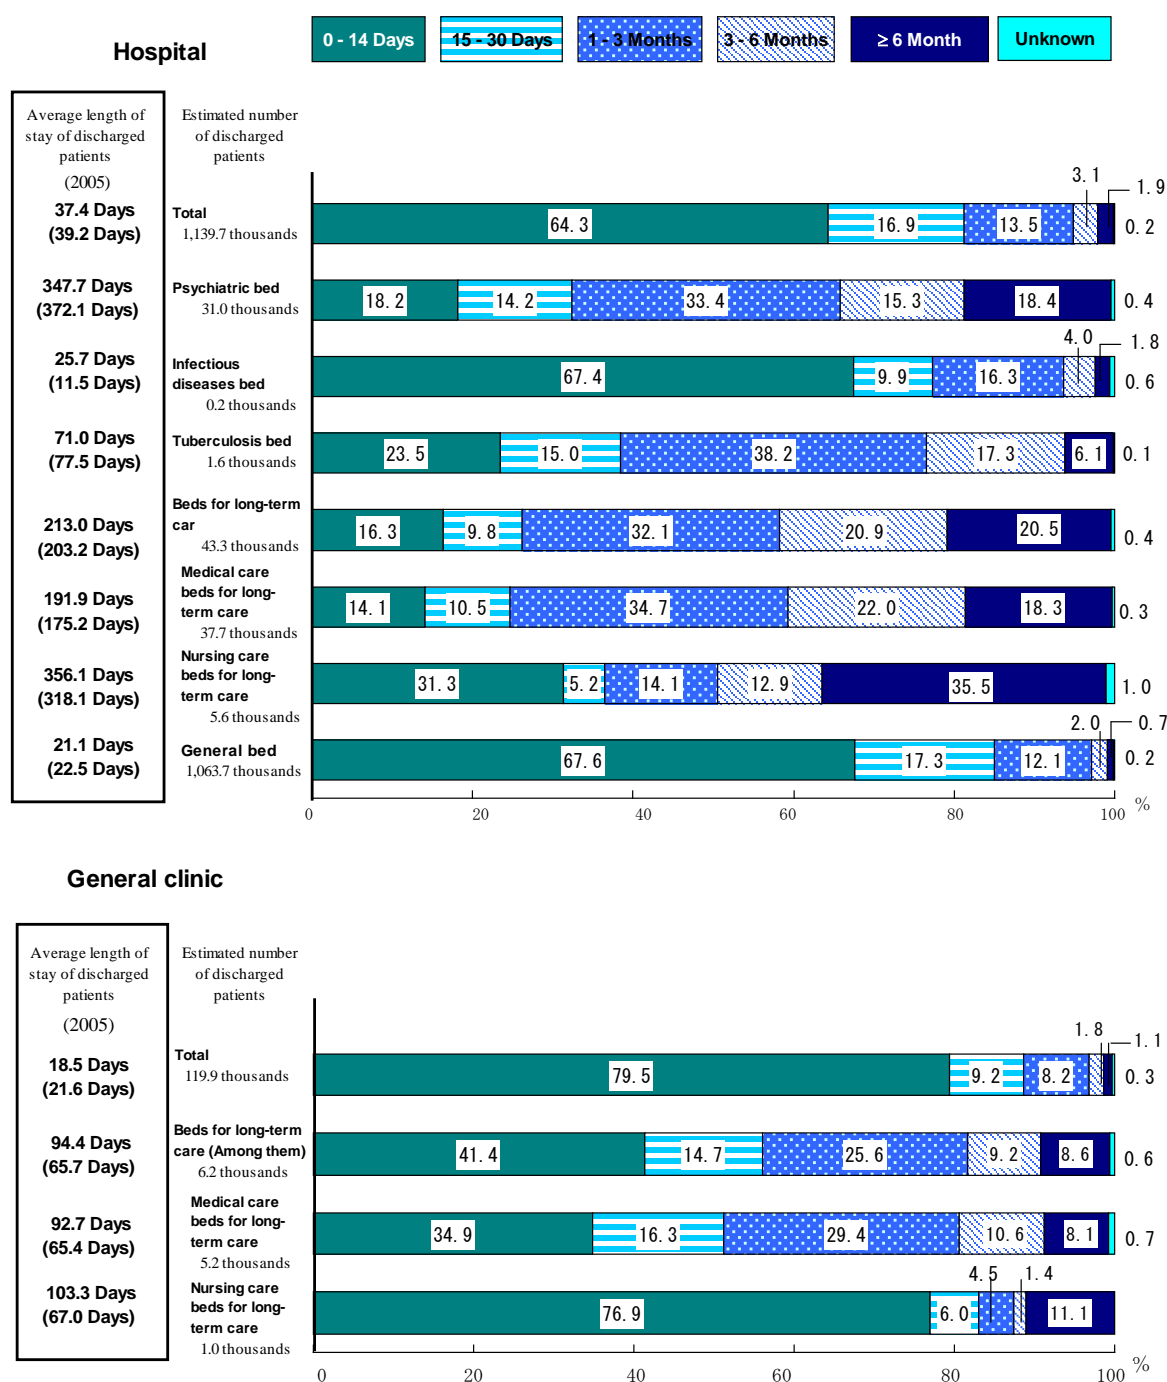 Hospital
0 - 14 Days
15 - 30 Days
1 - 3 Months
3 - 6 Months
≥ 6 Month
Unknown
Average length of
stay of discharged
patients
(2005)
Estimated number
of discharged
patients
37.4 Days
(39.2 Days)
Total
1,139.7 thousands
64.3
16.9
13.5
3.1
1.9
0.2
347.7 Days
(372.1 Days)
Psychiatric bed
31.0 thousands
18.2
14.2
33.4
15.3
18.4
0.4
25.7 Days
(11.5 Days)
Infectious
diseases bed
0.2 thousands
67.4
9.9
16.3
4.0
1.8
0.6
71.0 Days
(77.5 Days)
Tuberculosis bed
1.6 thousands
23.5
15.0
38.2
17.3
6.1
0.1
213.0 Days
(203.2 Days)
Beds for long-term
car
43.3 thousands
16.3
9.8
32.1
20.9
20.5
0.4
191.9 Days
(175.2 Days)
Medical care
beds for long-
term care
37.7 thousands
14.1
10.5
34.7
22.0
18.3
0.3
356.1 Days
(318.1 Days)
Nursing care
beds for long-
term care
5.6 thousands
31.3
5.2
14.1
12.9
35.5
1.0
21.1 Days
(22.5 Days)
General bed
1,063.7 thousands
67.6
17.3
12.1
2.0
0.7
0.2
0 20 40 60 80 100 %
General clinic
Average length of
stay of discharged
patients
(2005)
Estimated number
of discharged
patients
18.5 Days
(21.6 Days)
Total
119.9 thousands
79.5
9.2
8.2
1.8
1.1
0.3
94.4 Days
(65.7 Days)
Beds for long-term
care (Among them)
6.2 thousands
41.4
14.7
25.6
9.2
8.6
0.6
92.7 Days
(65.4 Days)
Medical care
beds for long-
term care
5.2 thousands
34.9
16.3
29.4
10.6
8.1
0.7
103.3 Days
(67.0 Days)
Nursing care
beds for long-
term care
1.0 thousands
76.9
6.0
4.5
1.4
11.1
0 20 40 60 80 100 %